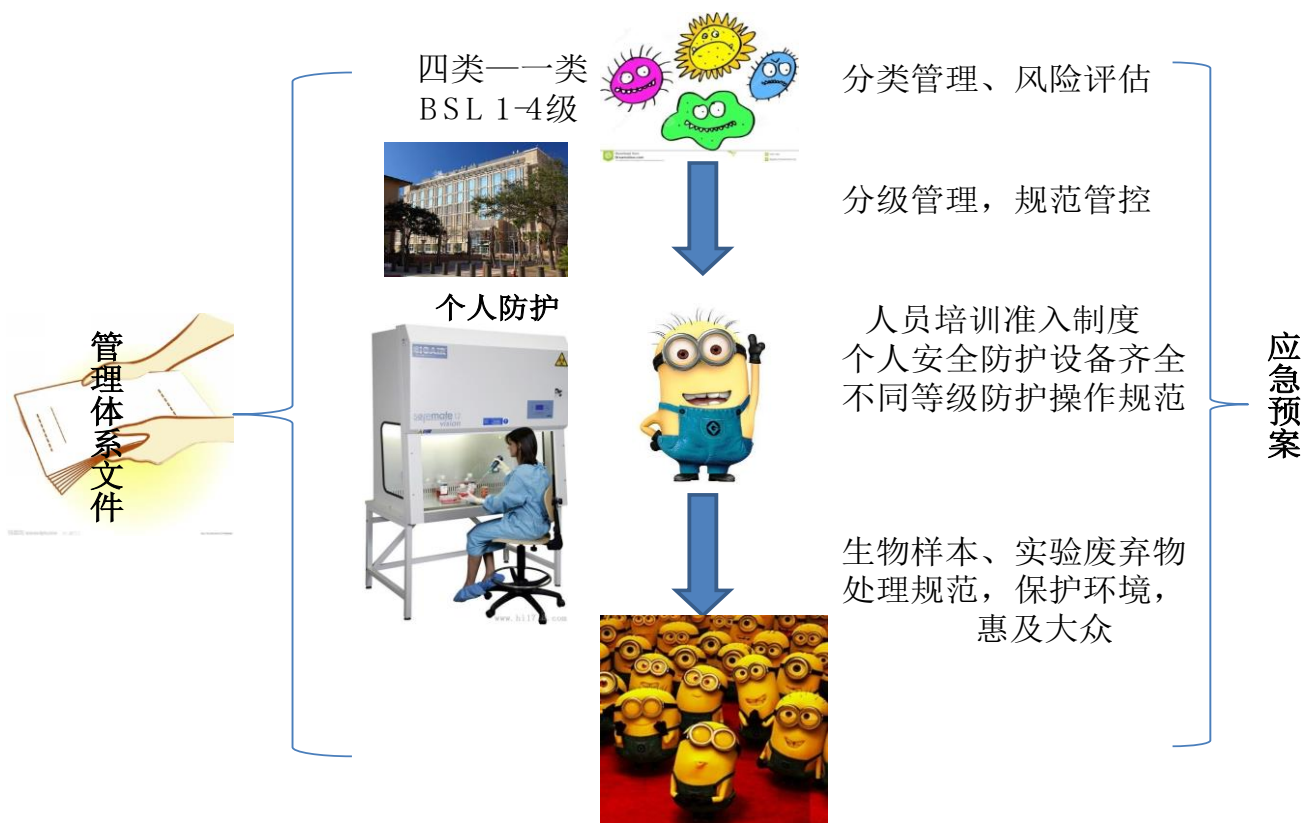 四类—一类
BSL 1-4级
分类管理、风险评估
分级管理，规范管控
个人防护
管理体系文件
人员培训准入制度
个人安全防护设备齐全
不同等级防护操作规范
应急预案
生物样本、实验废弃物
处理规范，保护环境，
惠及大众